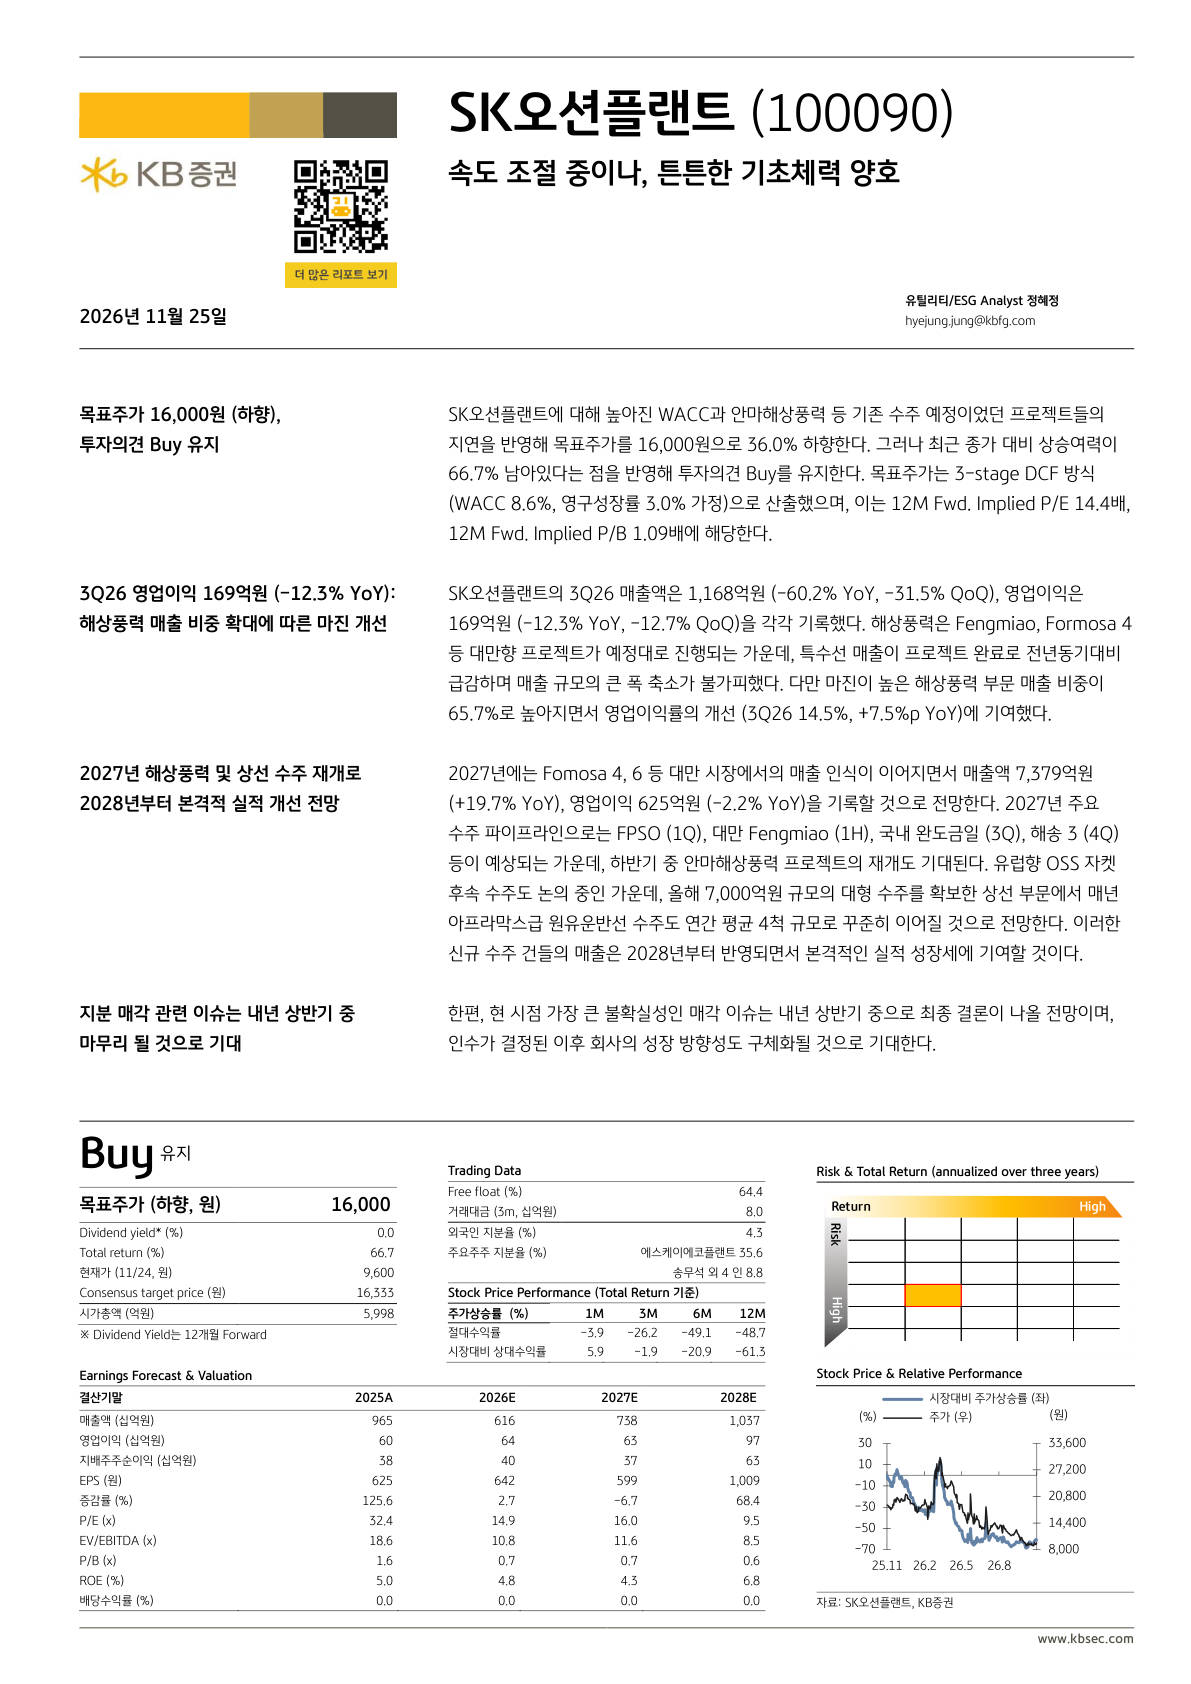 SK오션플랜트 (100090)
속도 조절 중이나, 튼튼한 기초체력 양호
KB증권
더 많은 리포트 보기
2026년 11월 25일
유틸리티/ESG Analyst 정혜정
hyejung.jung@kbfg.com
목표주가 16,000원 (하향),
투자의견 Buy 유지
SK오션플랜트에 대해 높아진 WACC과 안마해상풍력 등 기존 수주 예정이었던 프로젝트들의
지연을 반영해 목표주가를 16,000원으로 36.0% 하향한다. 그러나 최근 종가 대비 상승여력이
66.7% 남아있다는 점을 반영해 투자의견 Buy를 유지한다. 목표주가는 3-stage DCF 방식
(WACC 8.6%, 영구성장률 3.0% 가정)으로 산출했으며, 이는 12M Fwd. Implied P/E 14.4배,
12M Fwd. Implied P/B 1.09배에 해당한다.
3Q26 영업이익 169억원 (-12.3% YoY):
해상풍력 매출 비중 확대에 따른 마진 개선
SK오션플랜트의 3Q26 매출액은 1,168억원 (-60.2% YoY, -31.5% QoQ), 영업이익은
169억원 (-12.3% YoY, -12.7% QoQ)을 각각 기록했다. 해상풍력은 Fengmiao, Formosa 4
등 대만향 프로젝트가 예정대로 진행되는 가운데, 특수선 매출이 프로젝트 완료로 전년동기대비
급감하며 매출 규모의 큰 폭 축소가 불가피했다. 다만 마진이 높은 해상풍력 부문 매출 비중이
65.7%로 높아지면서 영업이익률의 개선 (3Q26 14.5%, +7.5%p YoY)에 기여했다.
2027년 해상풍력 및 상선 수주 재개로
2028년부터 본격적 실적 개선 전망
2027년에는 Fomosa 4, 6 등 대만 시장에서의 매출 인식이 이어지면서 매출액 7,379억원
(+19.7% YoY), 영업이익 625억원 (-2.2% YoY)을 기록할 것으로 전망한다. 2027년 주요
수주 파이프라인으로는 FPSO (1Q), 대만 Fengmiao (1H), 국내 완도금일 (3Q), 해송 3 (4Q)
등이 예상되는 가운데, 하반기 중 안마해상풍력 프로젝트의 재개도 기대된다. 유럽향 OSS 자켓
후속 수주도 논의 중인 가운데, 올해 7,000억원 규모의 대형 수주를 확보한 상선 부문에서 매년
아프라막스급 원유운반선 수주도 연간 평균 4척 규모로 꾸준히 이어질 것으로 전망한다. 이러한
신규 수주 건들의 매출은 2028년부터 반영되면서 본격적인 실적 성장세에 기여할 것이다.
지분 매각 관련 이슈는 내년 상반기 중
마무리 될 것으로 기대
한편, 현 시점 가장 큰 불확실성인 매각 이슈는 내년 상반기 중으로 최종 결론이 나올 전망이며,
인수가 결정된 이후 회사의 성장 방향성도 구체화될 것으로 기대한다.
Buy 유지
목표주가 (하향, 원) 16,000
Dividend yield* (%) 0.0
Total return (%) 66.7
현재가 (11/24, 원) 9,600
Consensus target price (원) 16,333
시가총액 (억원) 5,998
※ Dividend Yield는 12개월 Forward
Trading Data
Free float (%) 64.4
거래대금 (3m, 십억원) 8.0
외국인 지분율 (%) 4.3
주요주주 지분율 (%) 에스케이에코플랜트 35.6
송무석 외 4 인 8.8
Stock Price Performance (Total Return 기준)
주가상승률 (%) 1M 3M 6M 12M
절대수익률 -3.9 -26.2 -49.1 -48.7
시장대비 상대수익률 5.9 -1.9 -20.9 -61.3
Risk & Total Return (annualized over three years)
Return High
Risk
High
Earnings Forecast & Valuation
결산기말 2025A 2026E 2027E 2028E
매출액 (십억원) 965 616 738 1,037
영업이익 (십억원) 60 64 63 97
지배주주순이익 (십억원) 38 40 37 63
EPS (원) 625 642 599 1,009
증감률 (%) 125.6 2.7 -6.7 68.4
P/E (x) 32.4 14.9 16.0 9.5
EV/EBITDA (x) 18.6 10.8 11.6 8.5
P/B (x) 1.6 0.7 0.7 0.6
ROE (%) 5.0 4.8 4.3 6.8
배당수익률 (%) 0.0 0.0 0.0 0.0
Stock Price & Relative Performance
시장대비 주가상승률 (좌)
(%) 주가 (우) (원)
30 33,600
10 27,200
-10
-30 20,800
-50 14,400
-70 8,000
25.11 26.2 26.5 26.8
자료: SK오션플랜트, KB증권
www.kbsec.com